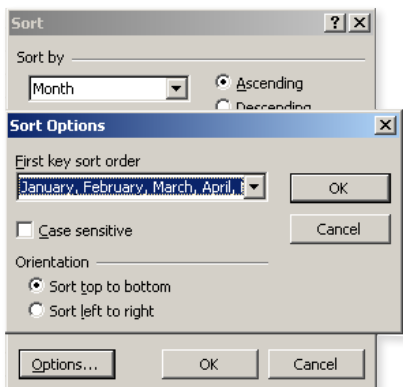 Sort
Sort by
Month
Ascending
Descending
Sort Options
First key sort order
January, February, March, April,
OK
Case sensitive
Cancel
Orientation
Sort top to bottom
Sort left to right
Options...
OK
Cancel